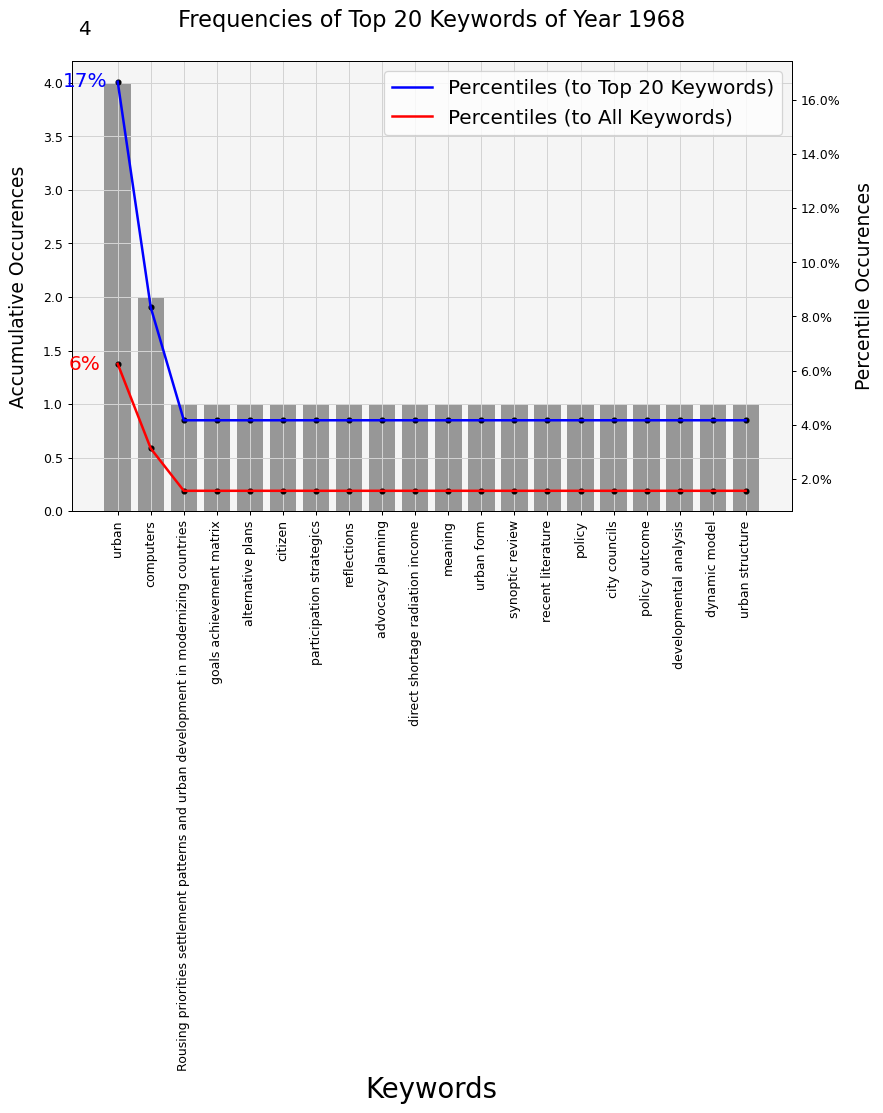 Frequencies of Top 20 Keywords of Year 1968
4
17%
6%
Percentiles (to Top 20 Keywords)
Percentiles (to All Keywords)
Accumulative Occurences
4.0
3.5
3.0
2.5
2.0
1.5
1.0
0.5
0.0
16.0%
14.0%
12.0%
10.0%
8.0%
6.0%
4.0%
2.0%
Percentile Occurences
urban
computers
Rousing priorities settlement patterns and urban development in modernizing countries
goals achievement matrix
alternative plans
citizen
participation strategics
reflections
advocacy planning
direct shortage radiation income
meaning
urban form
synoptic review
recent literature
policy
city councils
policy outcome
developmental analysis
dynamic model
urban structure
Keywords